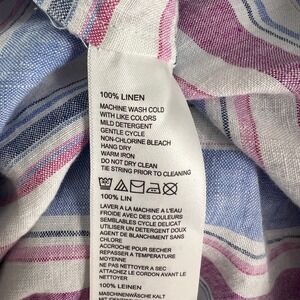 100% LINEN
MACHINE WASH COLD
WITH LIKE COLORS
MILD DETERGENT
GENTLE CYCLE
NON-CHLORINE BLEACH
HANG DRY
WARM IRON
DO NOT DRY CLEAN
TIE STRING PRIOR TO CLEANING
100% LIN
LAVER A LA MACHINE A L'EAU
FROIDE AVEC DES COULEURS
SEMBLABLES CYCLE DELICAT
UTILISER UN DETERGENT DOUX
AGENT DE BLANCHIMENT SANS
CHLORE
ACCROCHE POUR SECHER
REPASSER A TEMPERATURE
MOYENNE
NE PAS NETTOYER A SEC
ATTACHEZ LE CORDON AVANT LE
NETTOYER
100% LEINEN
MASCHINENWÄSCHE KALT